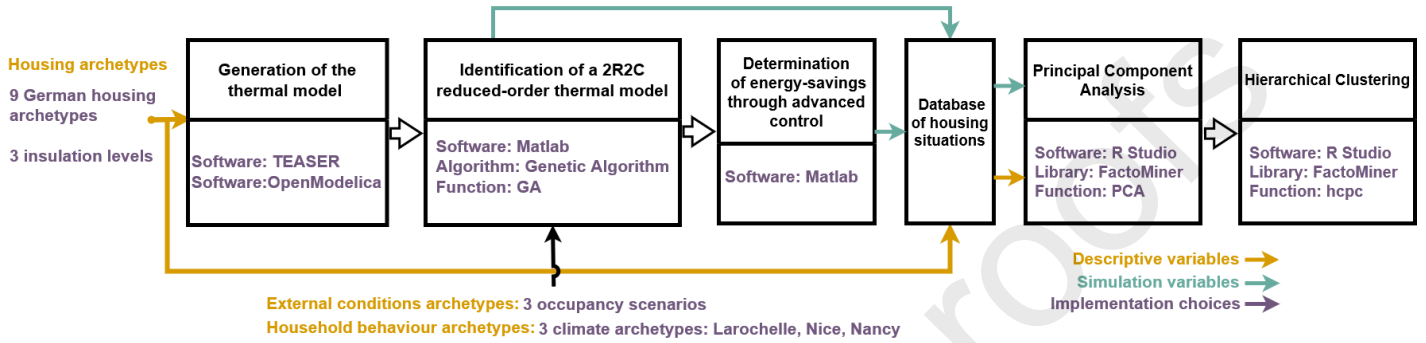 Housing archetypes
9 German housing
archetypes
3 insulation levels
Generation of the
thermal model
Software: TEASER
Software:OpenModelica
Identification of a 2R2C
reduced-order thermal model
Software: Matlab
Algorithm: Genetic Algorithm
Function: GA
Determination
of energy-savings
through advanced
control
Software: Matlab
Database
of housing
situations
Principal Component
Analysis
Software: R Studio
Library: FactoMiner
Function: PCA
Hierarchical Clustering
Software: R Studio
Library: FactoMiner
Function: hcpc
External conditions archetypes: 3 occupancy scenarios
Household behaviour archetypes: 3 climate archetypes: Larochelle, Nice, Nancy
Descriptive variables
Simulation variables
Implementation choices
roofs